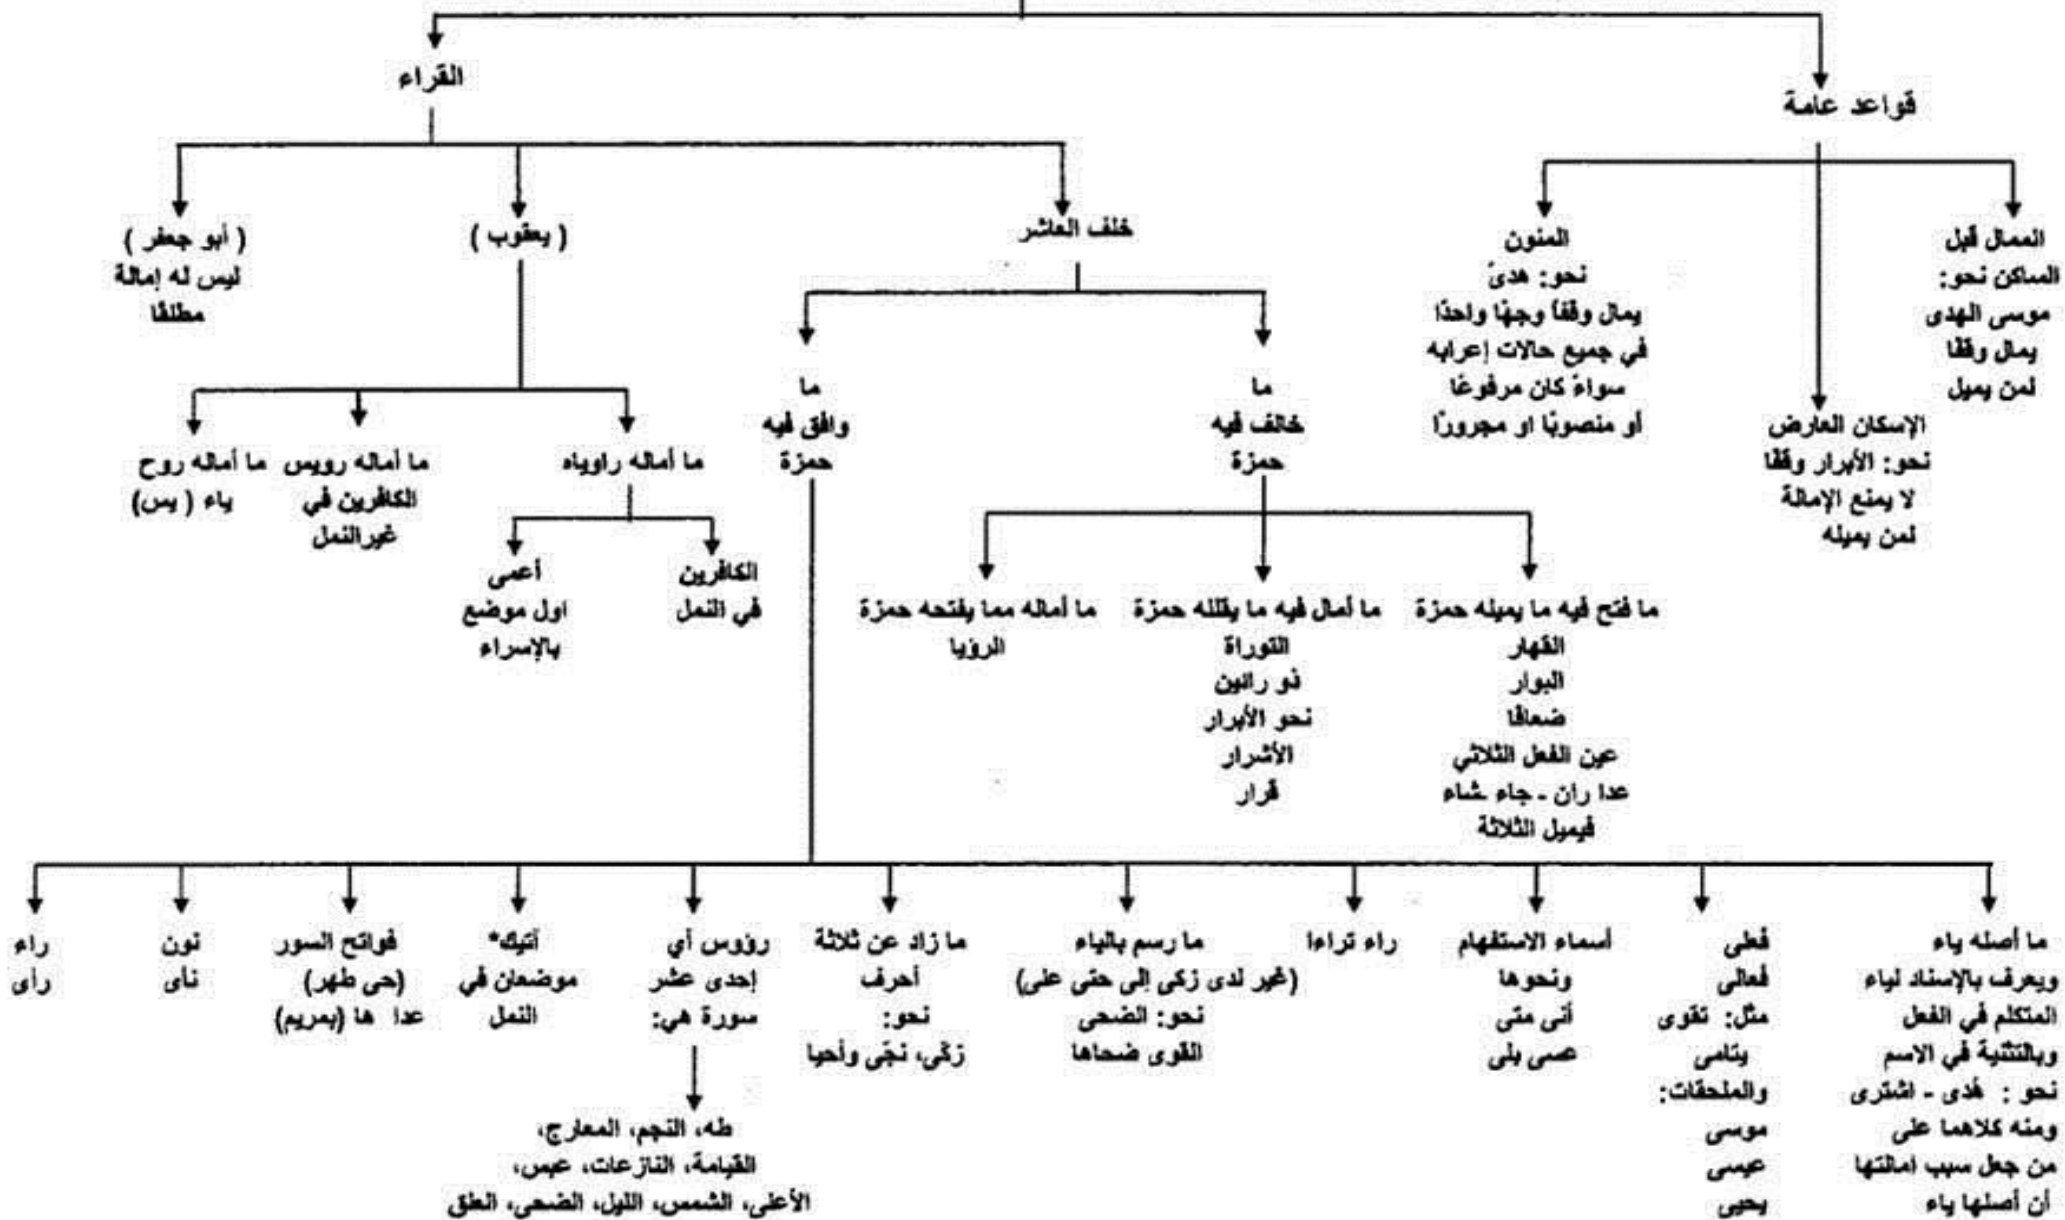 القراء
قواعد عامة
الممال قبل
الساكن نحو:
موسى الهدى
يمال وقفًا
لمن يميل
الإسكان العارض
نحو: الأبرار وقفًا
لا يمنع الإمالة
لمن يميله
المنون
نحو: هدىً
يمال وقفاً وجهًا واحدًا
في جميع حالات إعرابه
سواءً كان مرفوعًا
أو منصوبًا او مجرورًا
خلف العاشر
( يعقوب )
( أبو جعفر )
ليس له إمالة
مطلقًا
ما
خالف فيه
حمزة
ما
وافق فيه
حمزة
ما أماله راوياه
ما أماله رويس
الكافرين في
غيرالنمل
ما أماله روح
ياء ( يس)
الكافرين
في النمل
أعمى
اول موضع
بالإسراء
ما فتح فيه ما يميله حمزة
القهار
البوار
ضعافًا
عين الفعل الثلاثي
عدا ران - جاء شاء
فيميل الثلاثة
ما أمال فيه ما يقلله حمزة
التوراة
ذو رائين
نحو الأبرار
الأشرار
قرار
ما أماله مما يفتحه حمزة
الرؤيا
ما أصله ياء
ويعرف بالإسناد لياء
المتكلم في الفعل
وبالتثنية في الاسم
نحو : هُدى - اشترى
ومنه كلاهما على
من جعل سبب امالتها
أن أصلها ياء
فعلى
فعالى
مثل: تقوى
يتامى
والملحقات:
موسى
عيسى
يحيى
أسماء الاستفهام
ونحوها
أنى متى
عسى بلى
راء تراءا
ما رسم بالياء
(غير لدى زكى إلى حتى على)
نحو: الضحى
القوى ضحاها
ما زاد عن ثلاثة
أحرف
نحو:
زكّى، نجّى وأحيا
رؤوس أي
إحدى عشر
سورة هي:
طه، النجم، المعارج،
القيامة، النازعات، عبس،
الأعلى، الشمس، الليل، الضحى، العلق
آتيك*
موضعان في
النمل
فواتح السور
(حى طهر)
عدا ها (بمريم)
نون
نأى
راء
رأى